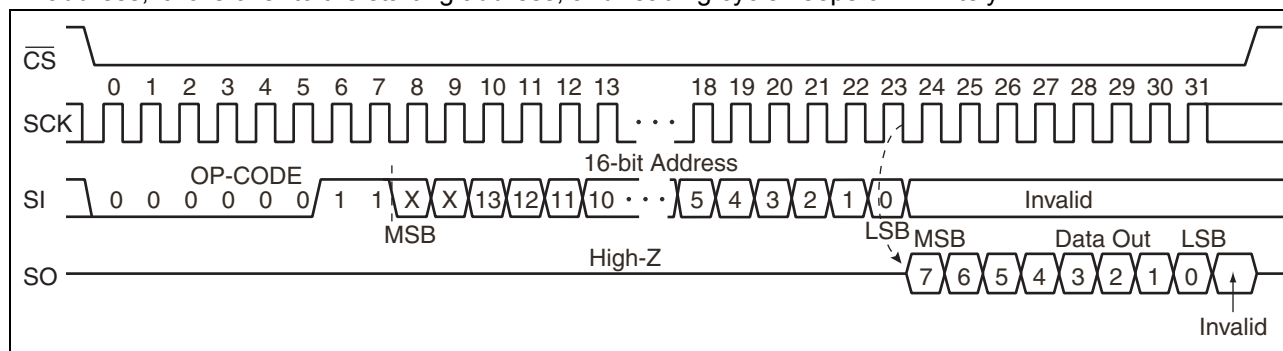 CS
0 1 2 3 4 5 6 7 8 9 10 11 12 13 18 19 20 21 22 23 24 25 26 27 28 29 30 31
SCK
OP-CODE 16-bit Address
SI 0 0 0 0 0 0 1 1 X X 13 12 11 10 ··· 5 4 3 2 1 0 Invalid
MSB LSB
MSB Data Out LSB
High-Z
SO 7 6 5 4 3 2 1 0
Invalid